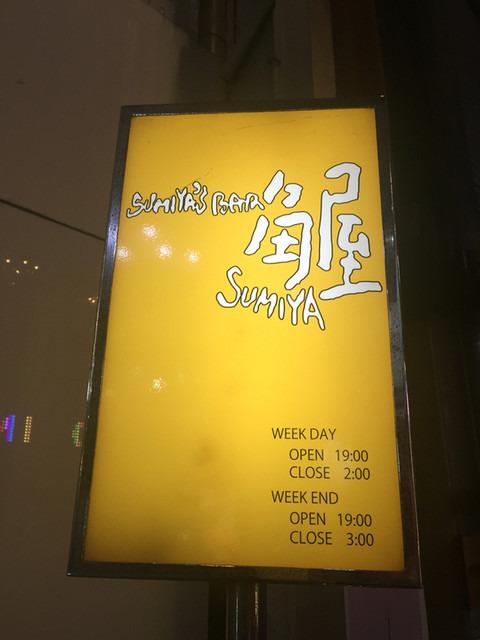 SUMIYA'S BAR
角屋
SUMIYA
WEEK DAY
OPEN 19:00
CLOSE 2:00
WEEK END
OPEN 19:00
CLOSE 3:00